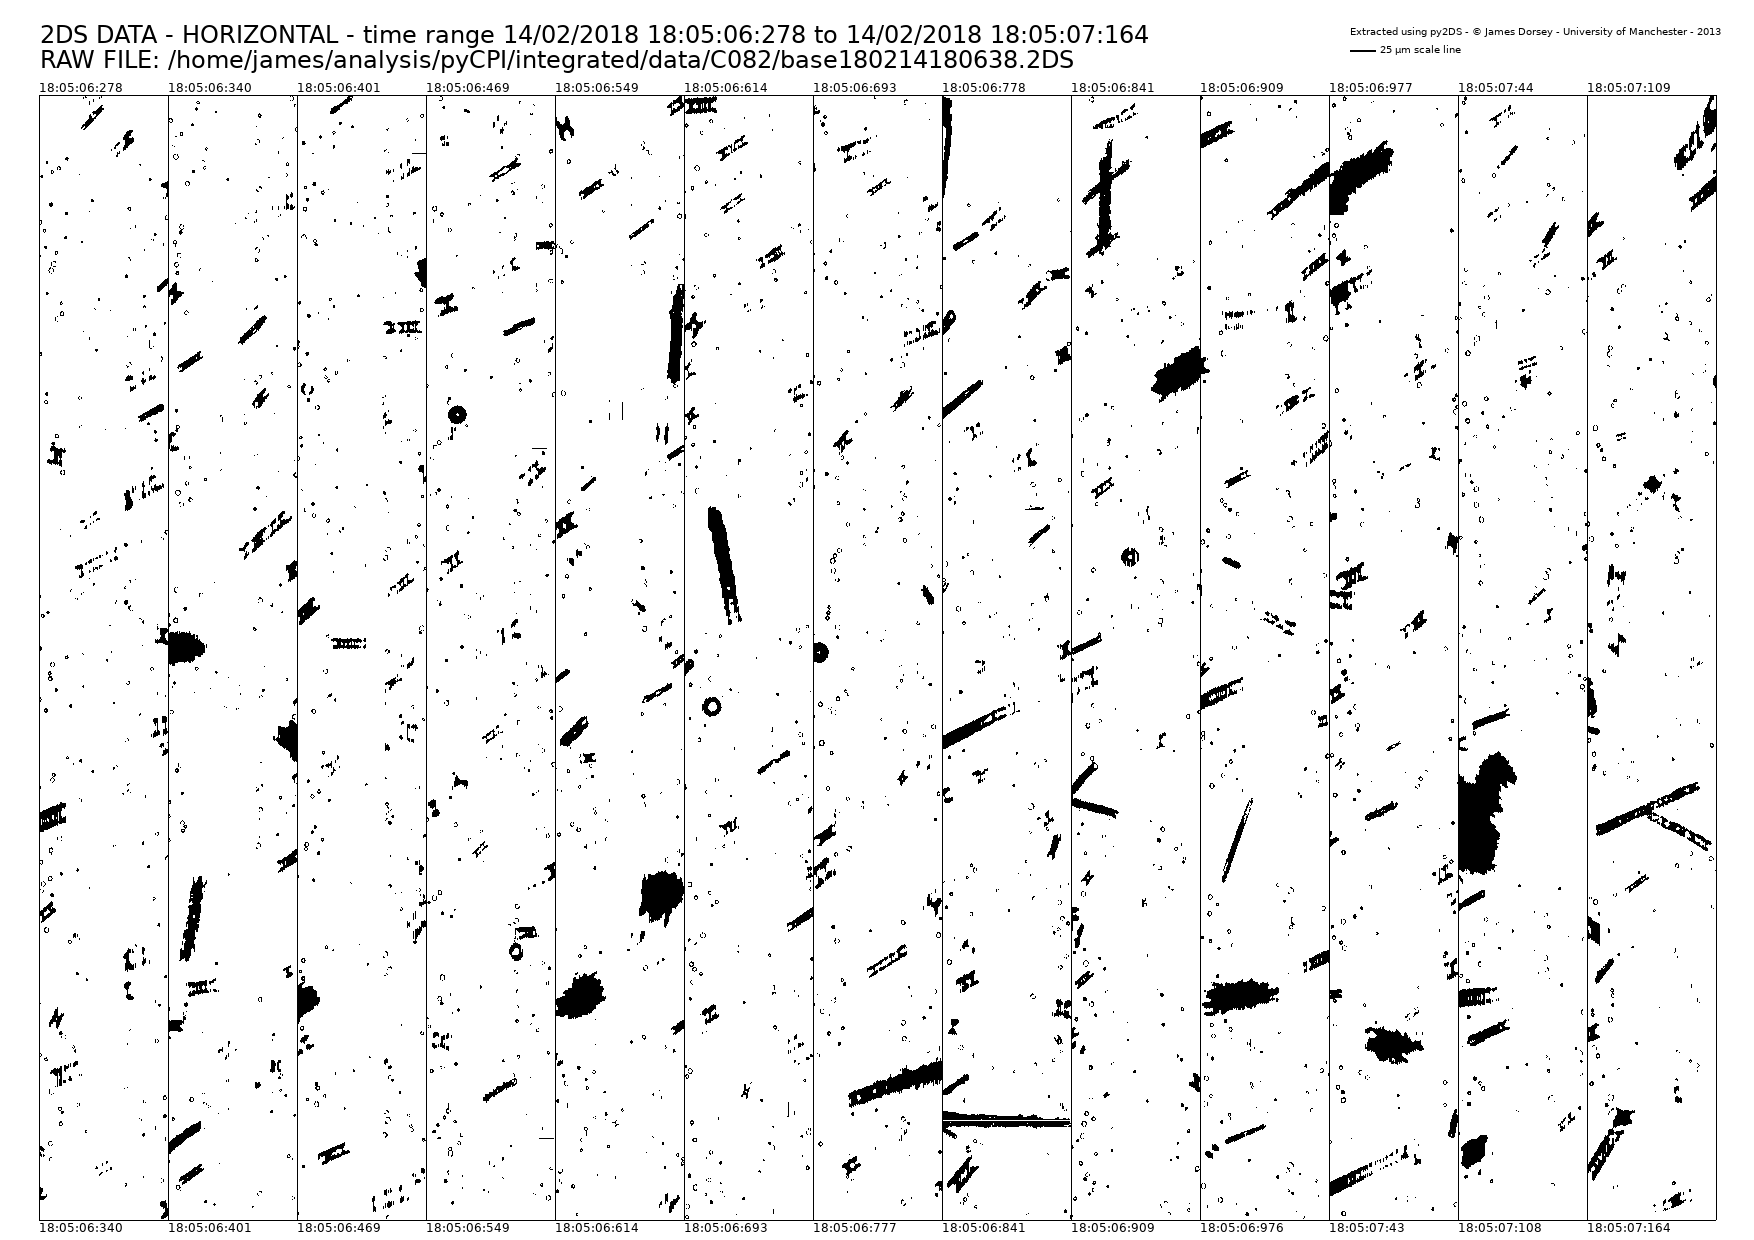 2DS DATA - HORIZONTAL - time range 14/02/2018 18:05:06:278 to 14/02/2018 18:05:07:164
RAW FILE: /home/james/analysis/pyCPI/integrated/data/C082/base180214180638.2DS
Extracted using py2DS - © James Dorsey - University of Manchester - 2013
25 µm scale line
18:05:06:278 18:05:06:340 18:05:06:401 18:05:06:469 18:05:06:549 18:05:06:614 18:05:06:693 18:05:06:778 18:05:06:841 18:05:06:909 18:05:06:977 18:05:07:44 18:05:07:109
18:05:06:340 18:05:06:401 18:05:06:469 18:05:06:549 18:05:06:614 18:05:06:693 18:05:06:777 18:05:06:841 18:05:06:909 18:05:06:976 18:05:07:43 18:05:07:108 18:05:07:164